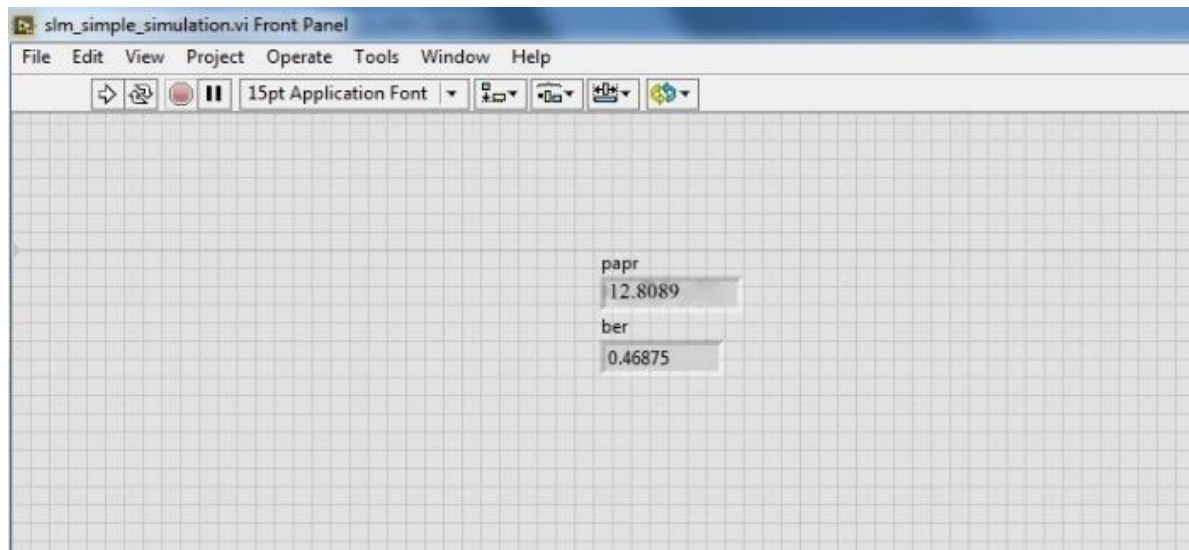 slm_simple_simulation.vi Front Panel
File Edit View Project Operate Tools Window Help
15pt Application Font
papr
12.8089
ber
0.46875